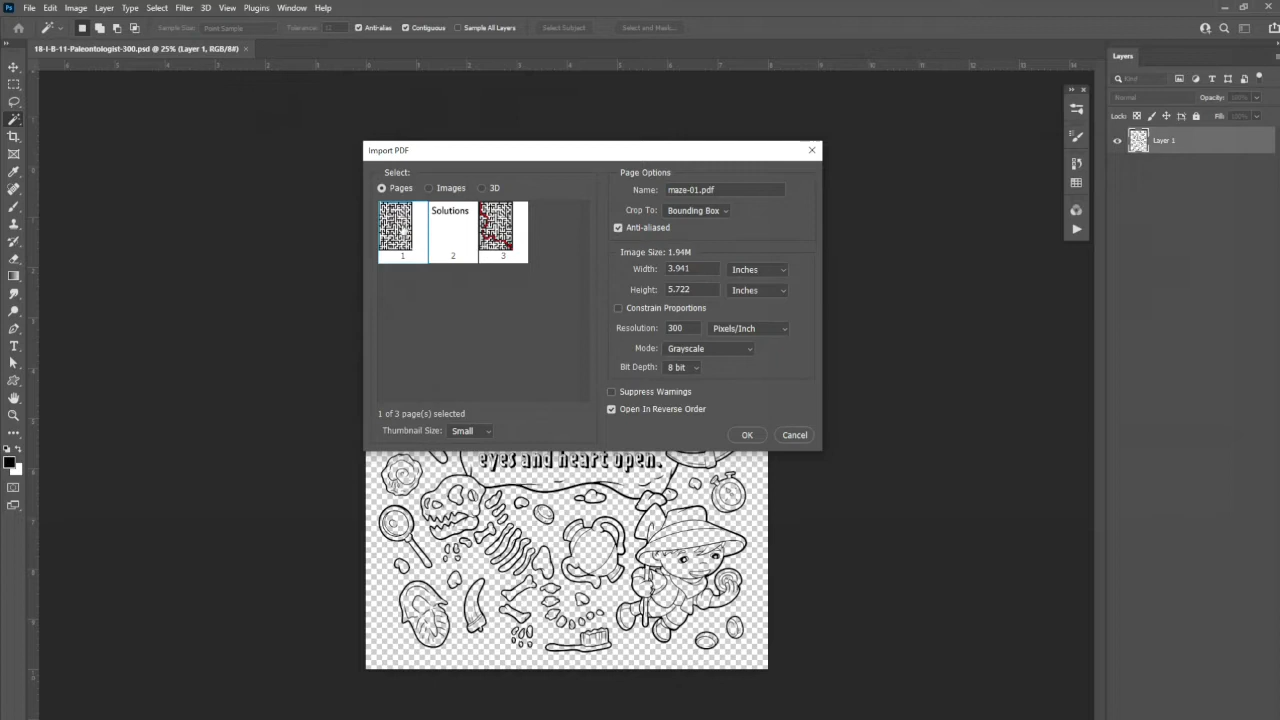 Ps File Edit Image Layer Type Select Filter 3D View Plugins Window Help
Sample Size: Point Sample Tolerance: Anti-alias Contiguous Sample All Layers Select Subject Select and Mask...
18-I-B-11-Paleontologist-300.psd @ 25% (Layer 1, RGB/8#) ×
Layers
Kind
Normal Opacity: 100%
Lock: Fill: 100%
Layer 1
Import PDF
Select:
Pages Images 3D
Solutions
1 2 3
1 of 3 page(s) selected
Thumbnail Size: Small
Page Options
Name: maze-01.pdf
Crop To: Bounding Box
Anti-aliased
Image Size: 1.94M
Width: 3.941 Inches
Height: 5.722 Inches
Constrain Proportions
Resolution: 300 Pixels/Inch
Mode: Grayscale
Bit Depth: 8 bit
Suppress Warnings
Open In Reverse Order
OK Cancel
eyes and heart open.